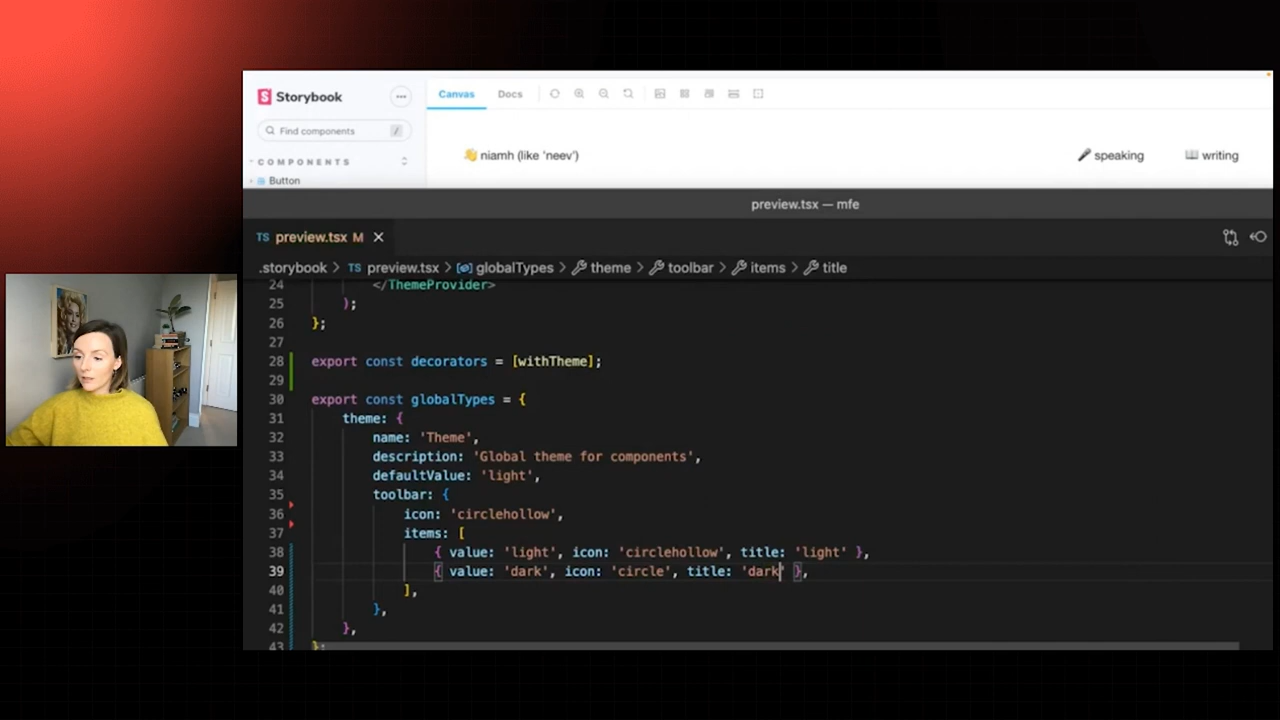 Storybook
Canvas Docs
Find components /
COMPONENTS
Button
👋 niamh (like 'neev')
🎤 speaking 📖 writing
preview.tsx — mfe
TS preview.tsx M ×
.storybook > TS preview.tsx > globalTypes > theme > toolbar > items > title
24 </ThemeProvider>
25 );
26 };
27
28 export const decorators = [withTheme];
29
30 export const globalTypes = {
31 theme: {
32 name: 'Theme',
33 description: 'Global theme for components',
34 defaultValue: 'light',
35 toolbar: {
36 icon: 'circlehollow',
37 items: [
38 { value: 'light', icon: 'circlehollow', title: 'light' },
39 { value: 'dark', icon: 'circle', title: 'dark' },
40 ],
41 },
42 },
43 };